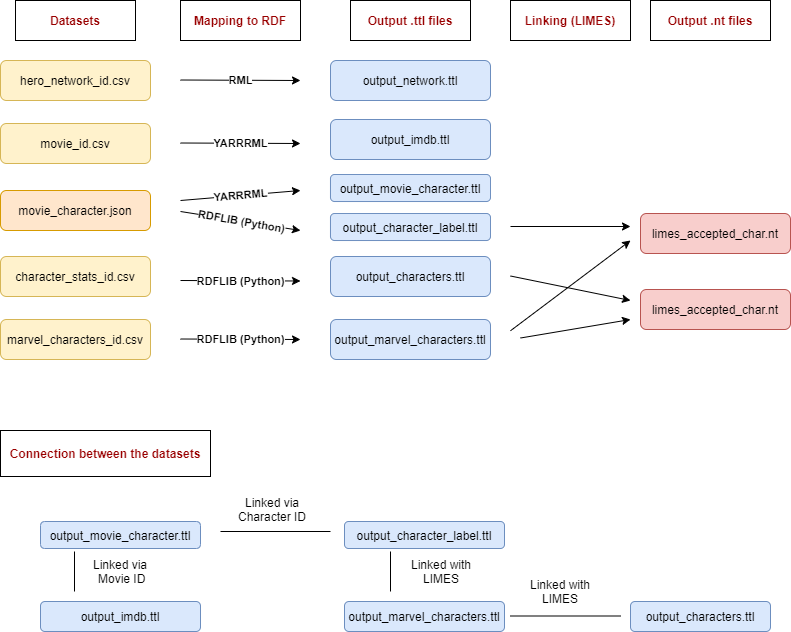 Datasets
Mapping to RDF
Output .ttl files
Linking (LIMES)
Output .nt files
hero_network_id.csv
RML
output_network.ttl
movie_id.csv
YARRRML
output_imdb.ttl
movie_character.json
YARRRML
output_movie_character.ttl
RDFLIB (Python)
output_character_label.ttl
limes_accepted_char.nt
character_stats_id.csv
RDFLIB (Python)
output_characters.ttl
limes_accepted_char.nt
marvel_characters_id.csv
RDFLIB (Python)
output_marvel_characters.ttl
Connection between the datasets
output_movie_character.ttl
Linked via
Character ID
output_character_label.ttl
Linked via
Movie ID
Linked with
LIMES
output_imdb.ttl
output_marvel_characters.ttl
Linked with
LIMES
output_characters.ttl